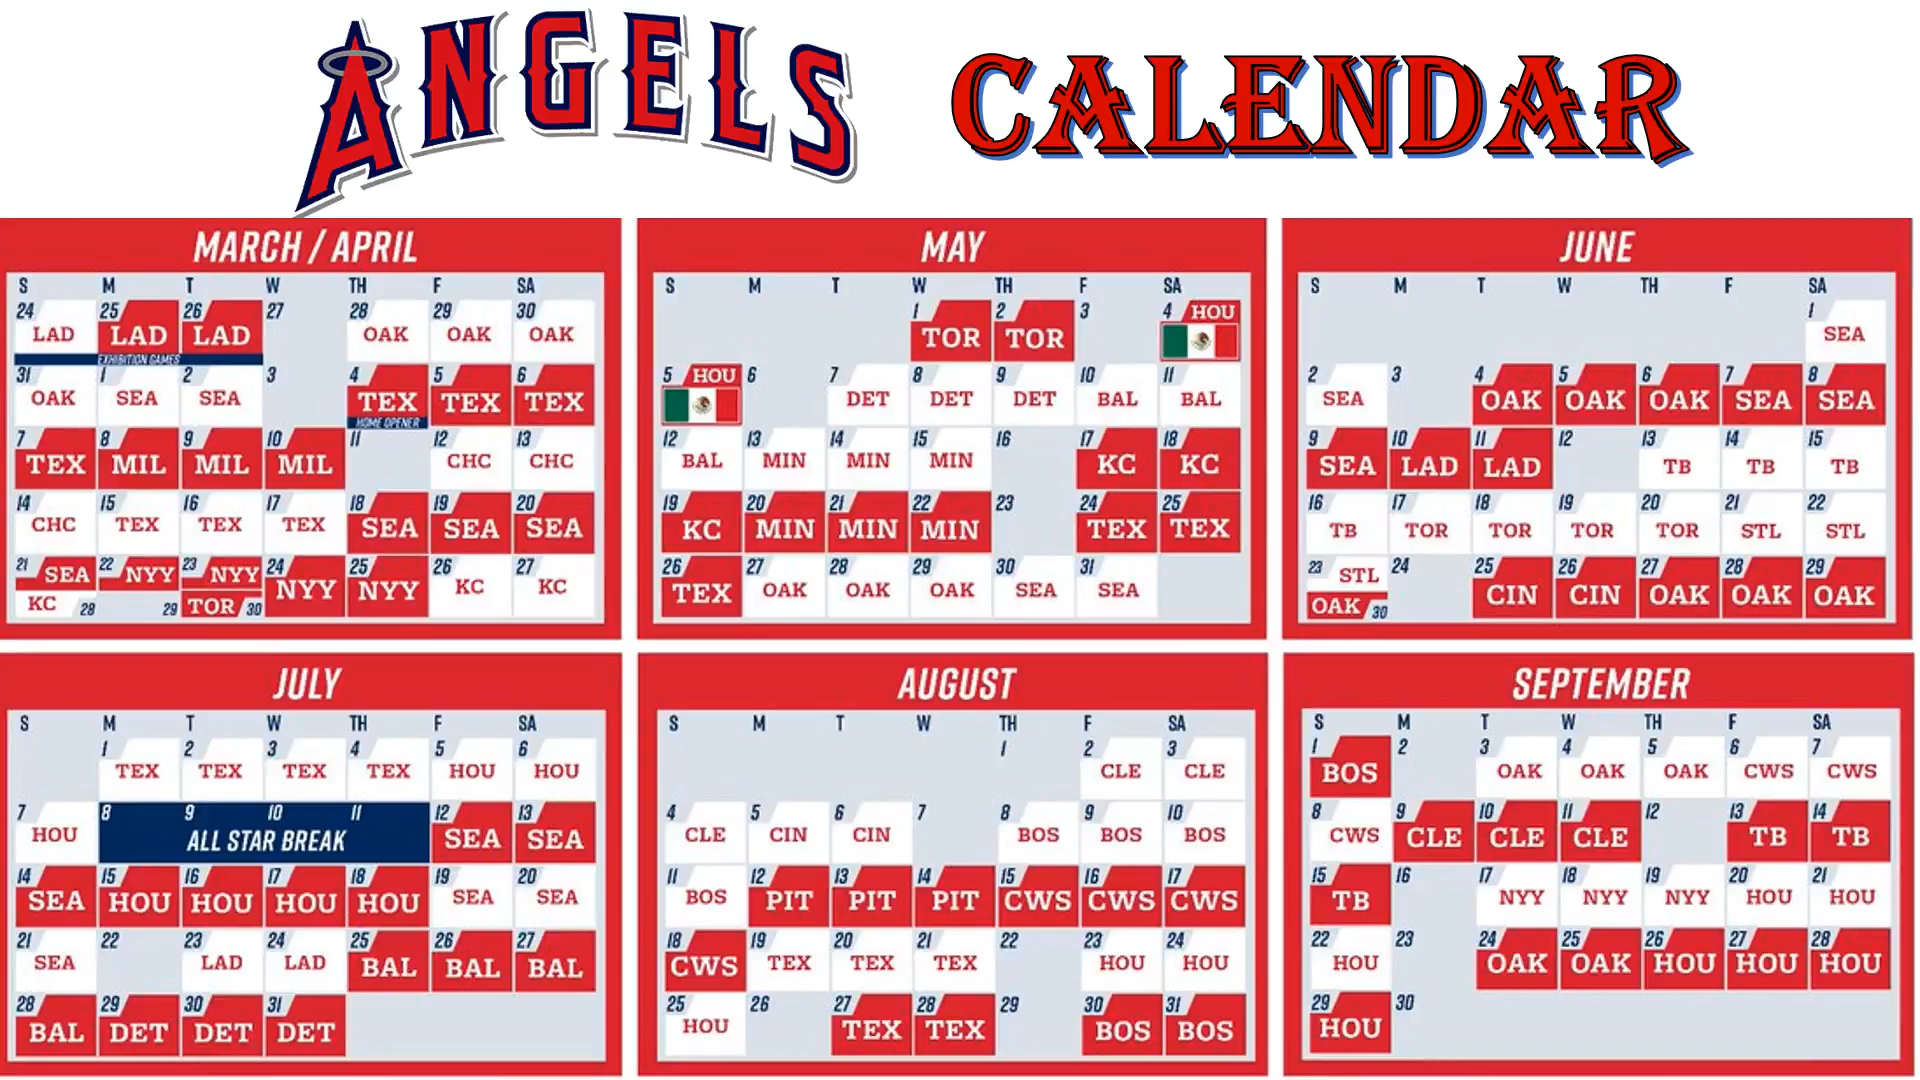 ANGELS CALENDAR
MARCH / APRIL
S M T W TH F SA
24 25 26 27 28 29 30
LAD LAD LAD OAK OAK OAK
EXHIBITION GAMES
31 1 2 3 4 5 6
OAK SEA SEA TEX TEX TEX
HOME OPENER
7 8 9 10 11 12 13
TEX MIL MIL MIL CHC CHC
14 15 16 17 18 19 20
CHC TEX TEX TEX SEA SEA SEA
21 SEA 22 NYY 23 NYY 24 25 26 27
NYY NYY KC KC
KC 28 29 TOR 30
MAY
S M T W TH F SA
1 2 3 4 HOU
TOR TOR
5 HOU 6 7 8 9 10 11
DET DET DET BAL BAL
12 13 14 15 16 17 18
BAL MIN MIN MIN KC KC
19 20 21 22 23 24 25
KC MIN MIN MIN TEX TEX
26 27 28 29 30 31
TEX OAK OAK OAK SEA SEA
JUNE
S M T W TH F SA
1
SEA
2 3 4 5 6 7 8
SEA OAK OAK OAK SEA SEA
9 10 11 12 13 14 15
SEA LAD LAD TB TB TB
16 17 18 19 20 21 22
TB TOR TOR TOR TOR STL STL
23 STL 24 25 26 27 28 29
CIN CIN OAK OAK OAK
OAK 30
JULY
S M T W TH F SA
1 2 3 4 5 6
TEX TEX TEX TEX HOU HOU
7 8 9 10 11 12 13
HOU ALL STAR BREAK SEA SEA
14 15 16 17 18 19 20
SEA HOU HOU HOU HOU SEA SEA
21 22 23 24 25 26 27
SEA LAD LAD BAL BAL BAL
28 29 30 31
BAL DET DET DET
AUGUST
S M T W TH F SA
1 2 3
CLE CLE
4 5 6 7 8 9 10
CLE CIN CIN BOS BOS BOS
11 12 13 14 15 16 17
BOS PIT PIT PIT CWS CWS CWS
18 19 20 21 22 23 24
CWS TEX TEX TEX HOU HOU
25 26 27 28 29 30 31
HOU TEX TEX BOS BOS
SEPTEMBER
S M T W TH F SA
1 2 3 4 5 6 7
BOS OAK OAK OAK CWS CWS
8 9 10 11 12 13 14
CWS CLE CLE CLE TB TB
15 16 17 18 19 20 21
TB NYY NYY NYY HOU HOU
22 23 24 25 26 27 28
HOU OAK OAK HOU HOU HOU
29 30
HOU